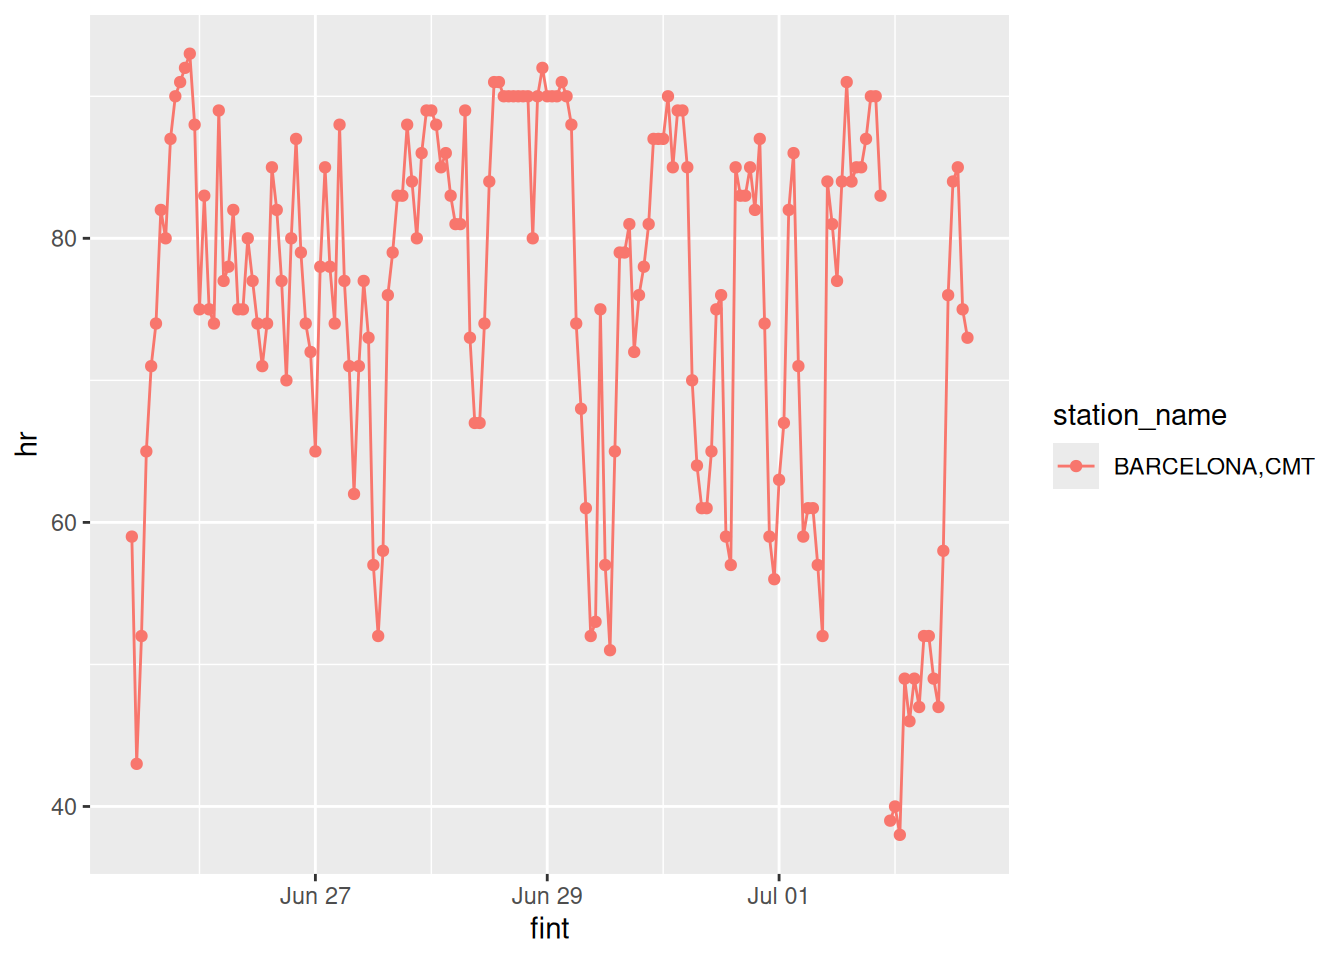 hr
80
60
40
Jun 27
Jun 29
Jul 01
fint
station_name
BARCELONA,CMT